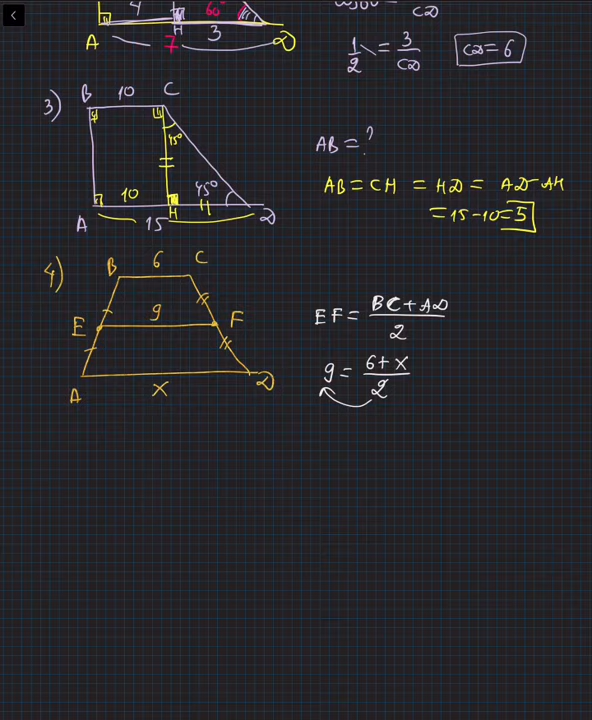 4
60°
A
H
3
D
7
CD
1/2 = 3/CD
CD = 6
3)
B
10
C
45°
10
45°
A
H
D
15
AB = ?
AB = CH = HD = AD-AH
= 15-10=5
4)
B
6
C
E
9
F
A
X
D
EF = BC + AD / 2
9 = 6 + X / 2